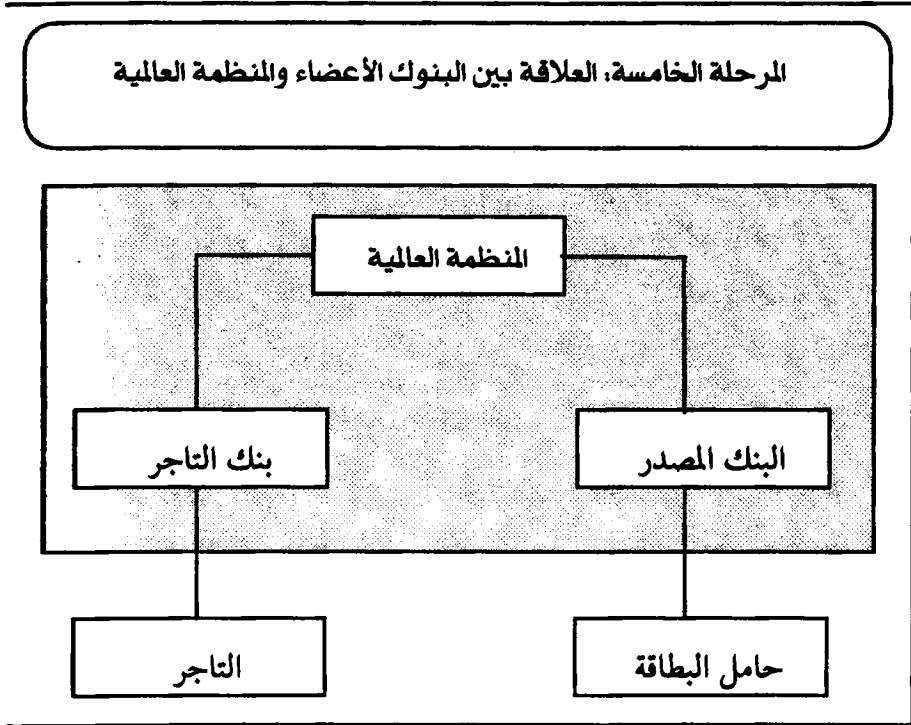 المرحلة الخامسة: العلاقة بين البنوك الأعضاء والمنظمة العالمية
المنظمة العالمية
البنك المصدر
بنك التاجر
حامل البطاقة
التاجر